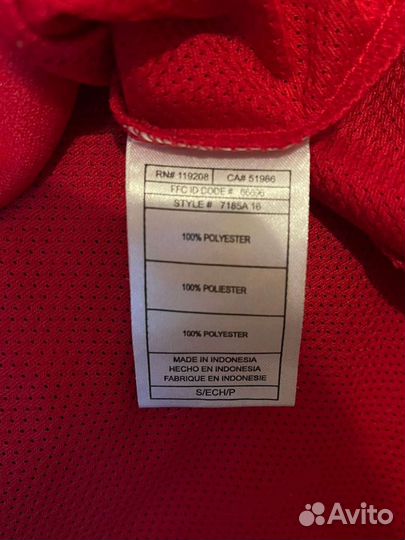 RN# 119208 CA# 51986
FFC ID CODE #
STYLE # 7185A 16
100% POLYESTER
100% POLIESTER
100% POLYESTER
MADE IN INDONESIA
HECHO EN INDONESIA
FABRIQUE EN INDONESIE
S/ECH/P
Avito